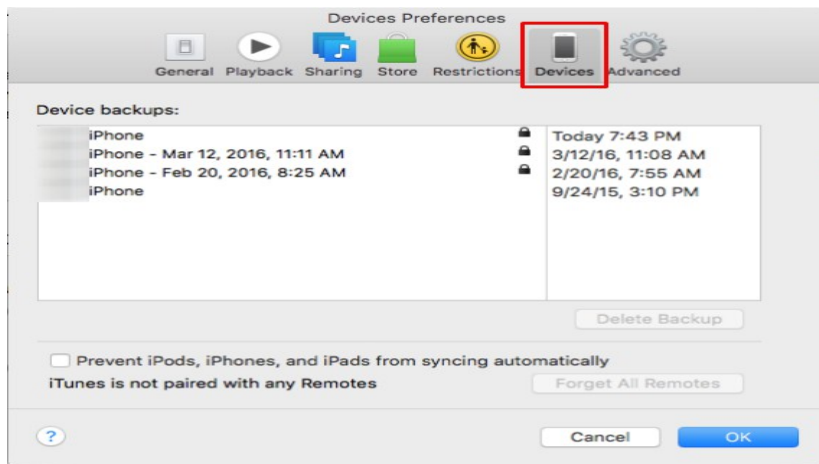 Devices Preferences
General Playback Sharing Store Restrictions Devices Advanced
Device backups:
iPhone Today 7:43 PM
iPhone - Mar 12, 2016, 11:11 AM 3/12/16, 11:08 AM
iPhone - Feb 20, 2016, 8:25 AM 2/20/16, 7:55 AM
iPhone 9/24/15, 3:10 PM
Delete Backup
Prevent iPods, iPhones, and iPads from syncing automatically
iTunes is not paired with any Remotes Forget All Remotes
? Cancel OK